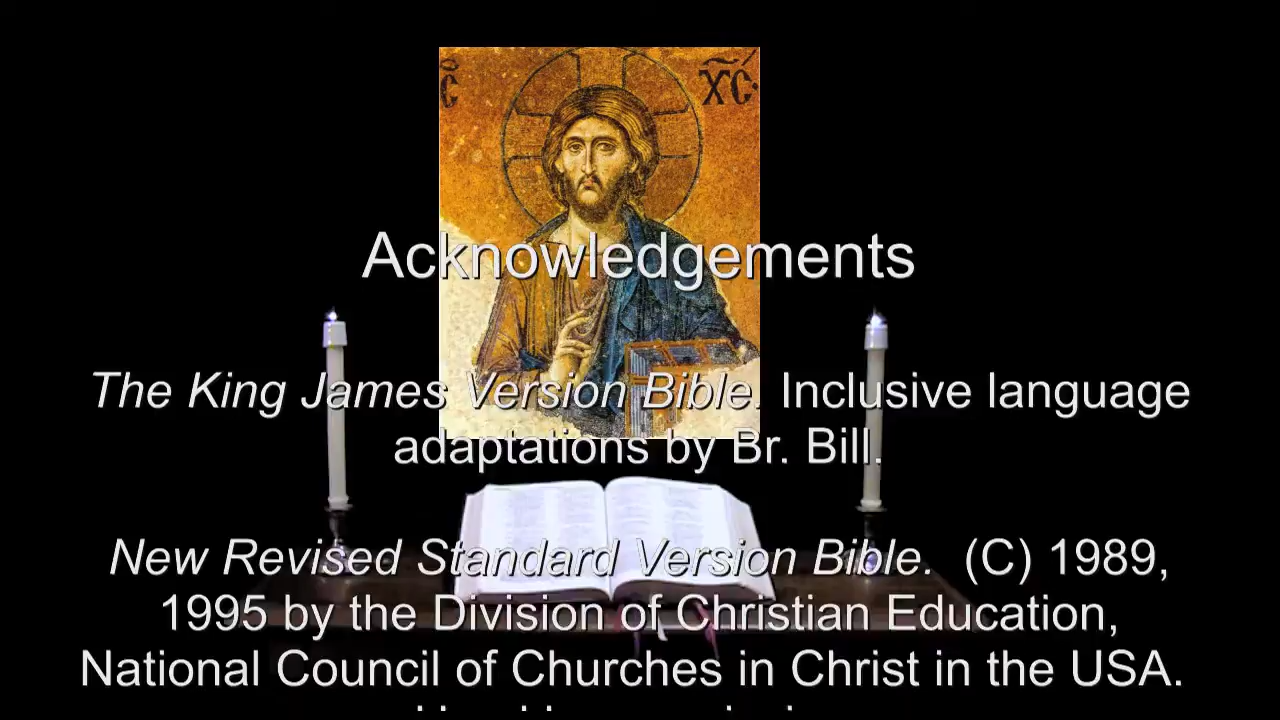 C
XC
Acknowledgements
The King James Version Bible. Inclusive language
adaptations by Br. Bill.
New Revised Standard Version Bible. (C) 1989,
1995 by the Division of Christian Education,
National Council of Churches in Christ in the USA.